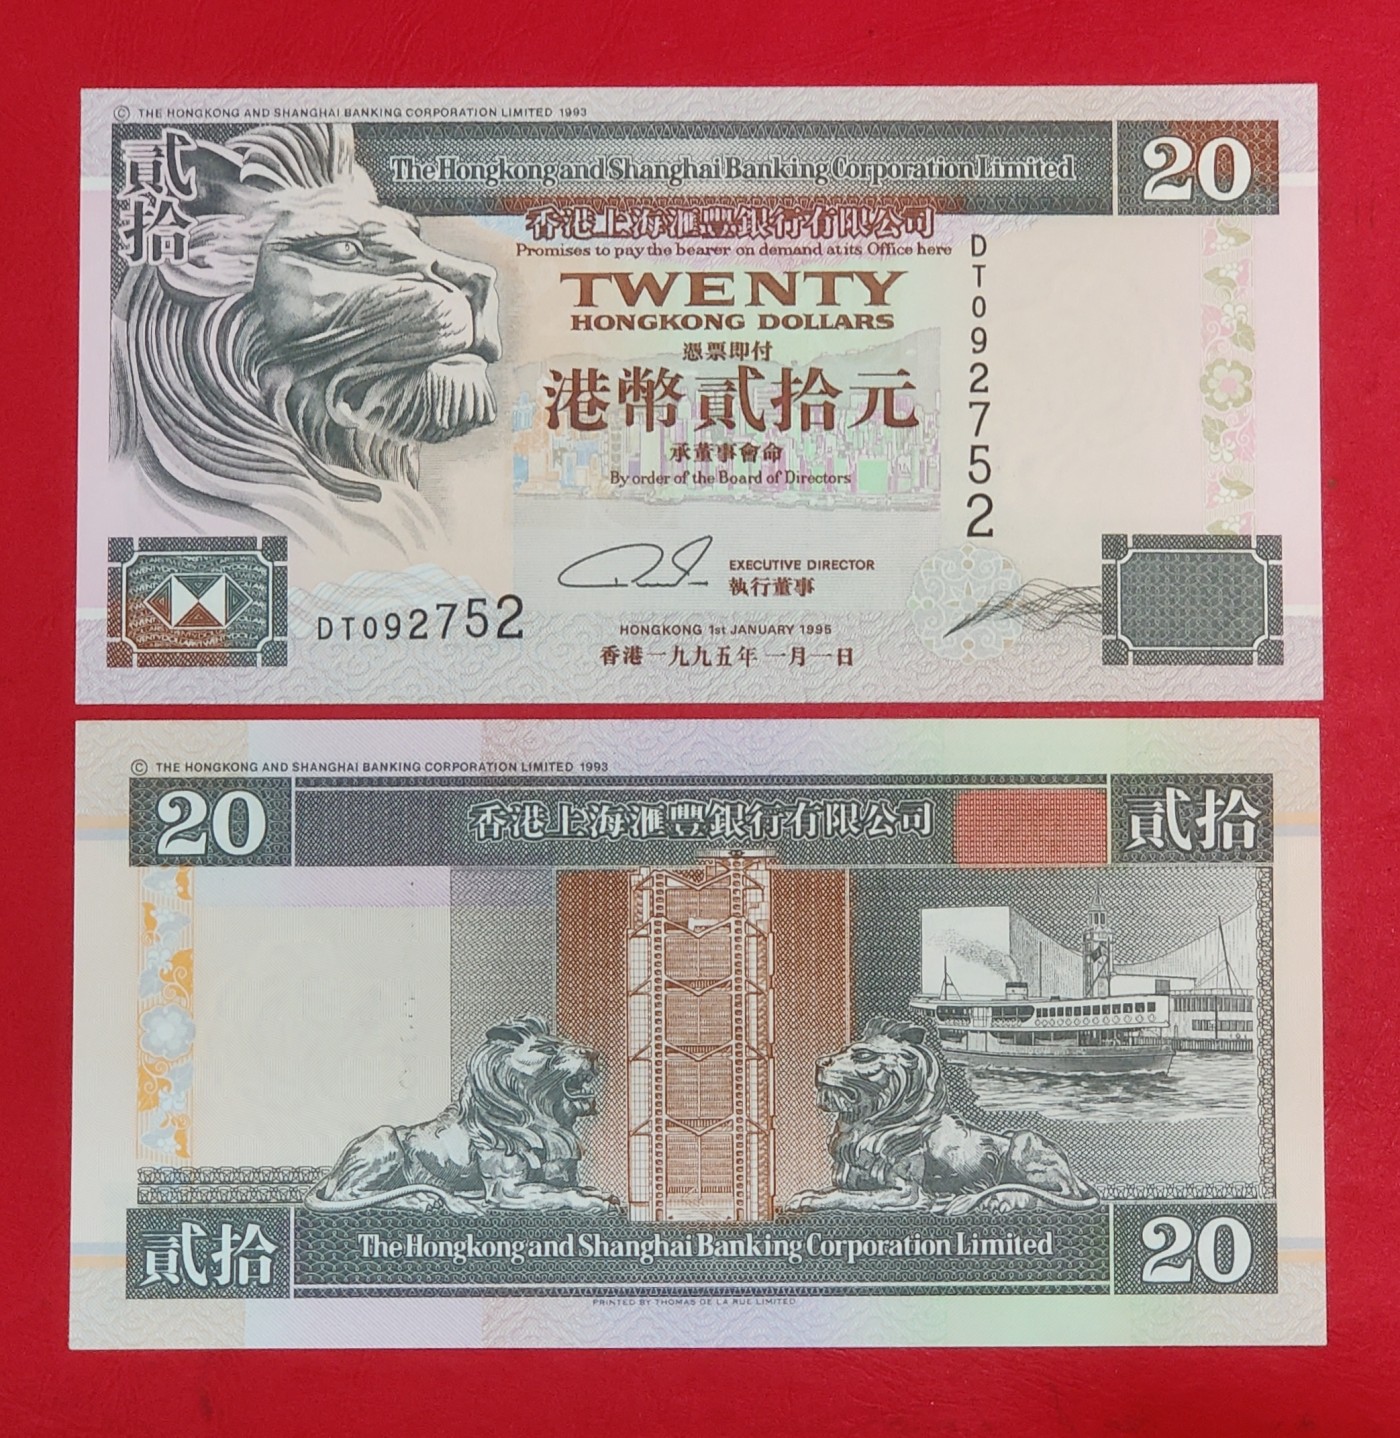 © THE HONGKONG AND SHANGHAI BANKING CORPORATION LIMITED 1993
貳拾
The Hongkong and Shanghai Banking Corporation Limited
20
香港上海滙豐銀行有限公司
Promises to pay the bearer on demand at its Office here
TWENTY
HONGKONG DOLLARS
憑票即付
港幣貳拾元
承董事會命
By order of the Board of Directors
DT092752
EXECUTIVE DIRECTOR
執行董事
DT092752
HONGKONG 1st JANUARY 1995
香港一九九五年一月一日
© THE HONGKONG AND SHANGHAI BANKING CORPORATION LIMITED 1993
20
香港上海滙豐銀行有限公司
貳拾
貳拾
The Hongkong and Shanghai Banking Corporation Limited
20
PRINTED BY THOMAS DE LA RUE LIMITED